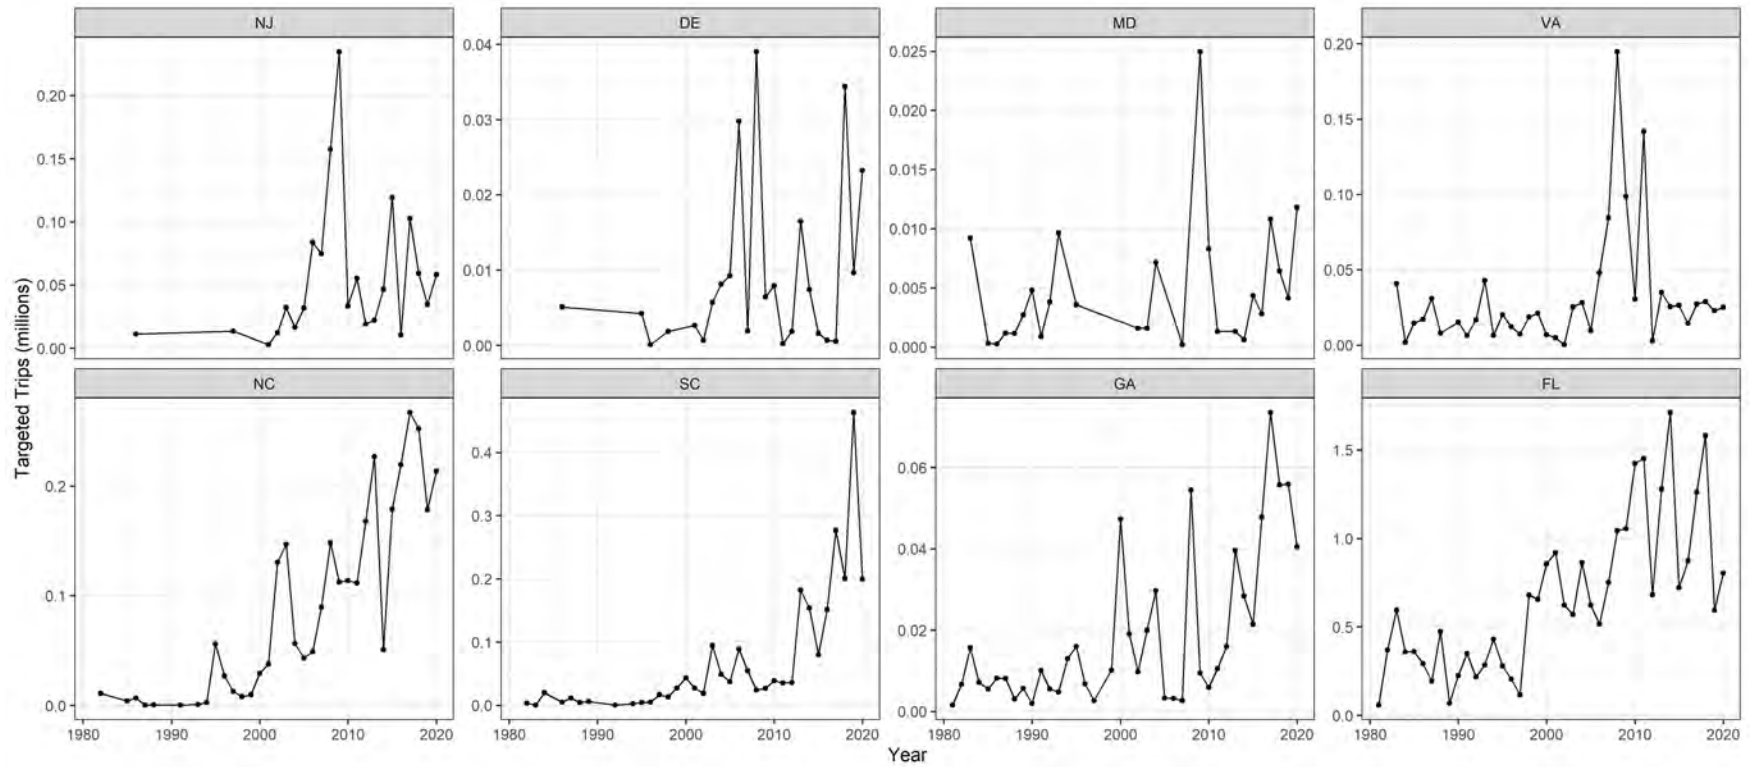 NJ DE MD VA
0.20 0.15 0.10 0.05 0.00
0.04 0.03 0.02 0.01 0.00
0.025 0.020 0.015 0.010 0.005 0.000
0.20 0.15 0.10 0.05 0.00
Targeted Trips (millions)
NC SC GA FL
0.2 0.1 0.0
0.4 0.3 0.2 0.1 0.0
0.06 0.04 0.02 0.00
1.5 1.0 0.5 0.0
1980 1990 2000 2010 2020 1980 1990 2000 2010 2020 1980 1990 2000 2010 2020 1980 1990 2000 2010 2020
Year